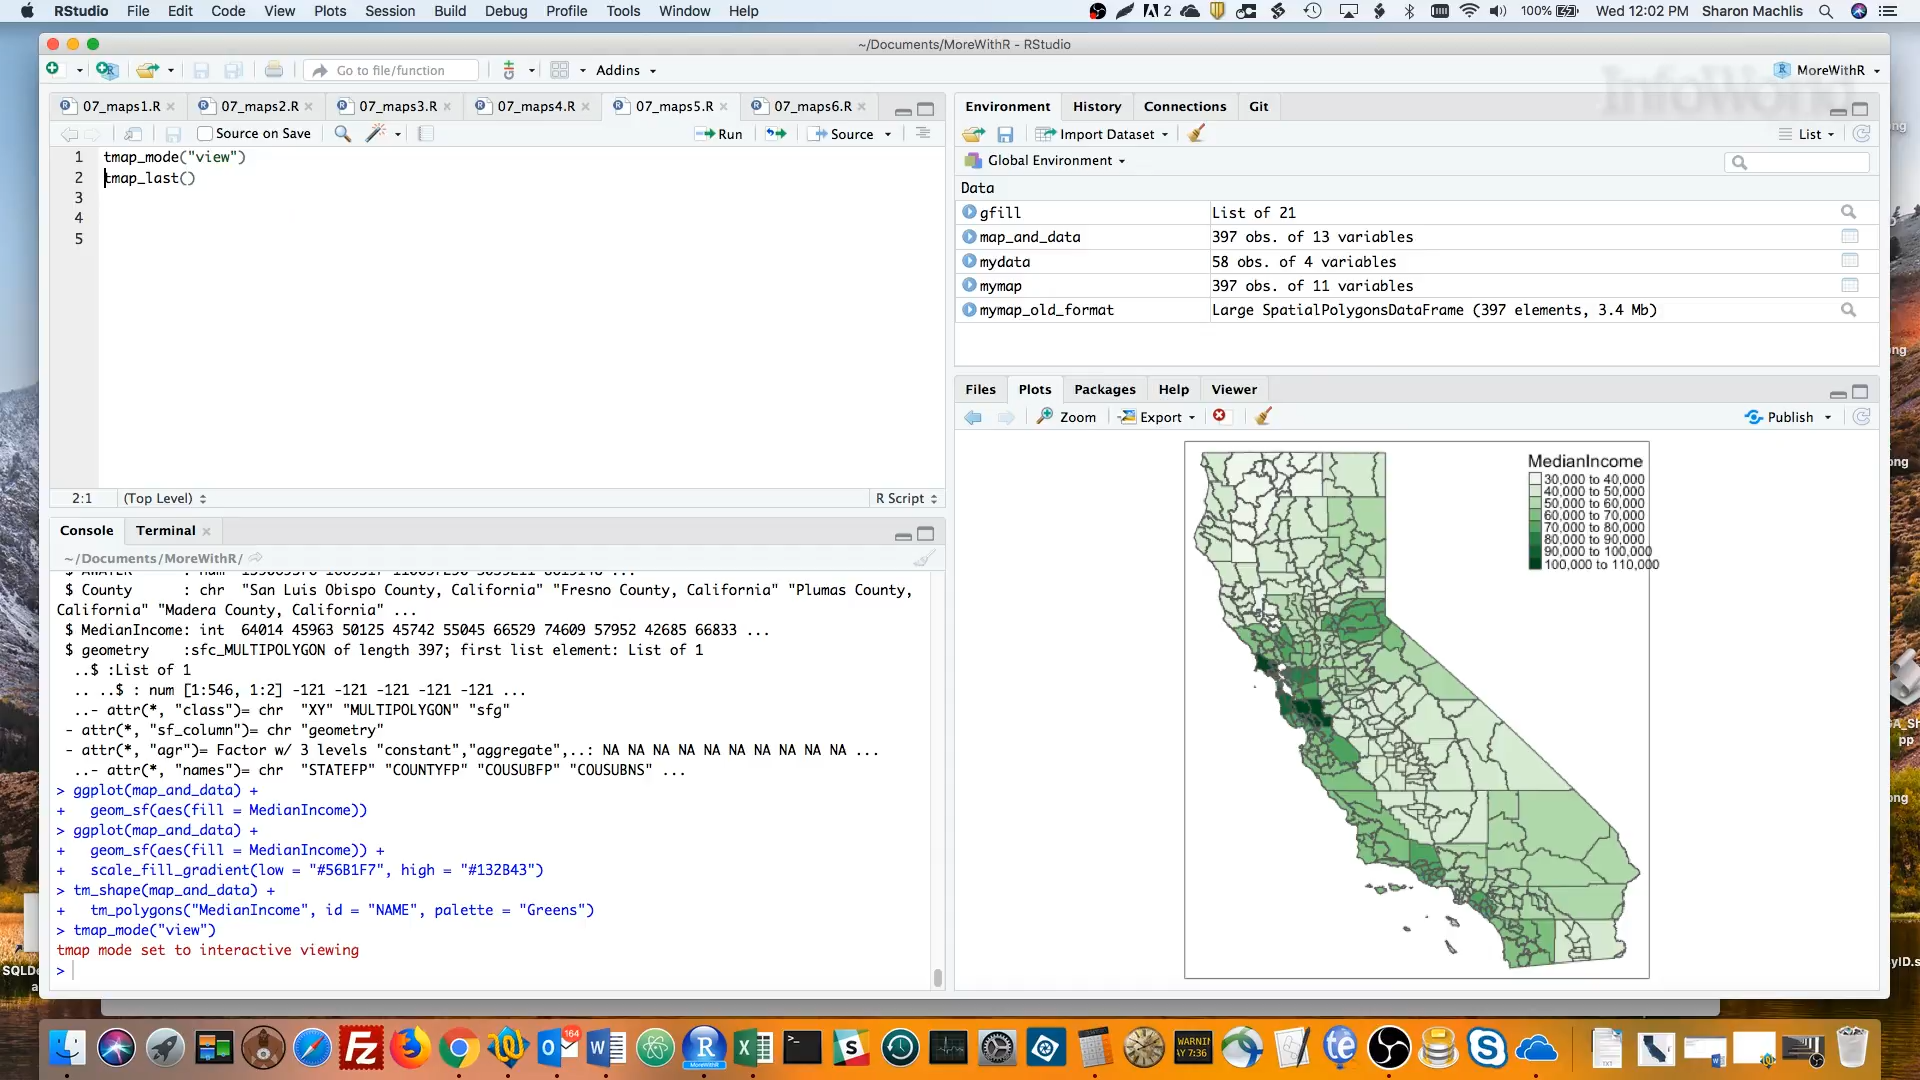 RStudio File Edit Code View Plots Session Build Debug Profile Tools Window Help
2 100% Wed 12:02 PM Sharon Machlis
~/Documents/MoreWithR - RStudio
Go to file/function Addins MoreWithR
InfoWorld
07_maps1.R 07_maps2.R 07_maps3.R 07_maps4.R 07_maps5.R 07_maps6.R
Source on Save Run Source
1 tmap_mode("view")
2 tmap_last()
3
4
5
2:1 (Top Level) R Script
Console Terminal
~/Documents/MoreWithR/
$ County : chr "San Luis Obispo County, California" "Fresno County, California" "Plumas County,
California" "Madera County, California" ...
$ MedianIncome: int 64014 45963 50125 45742 55045 66529 74609 57952 42685 66833 ...
$ geometry :sfc_MULTIPOLYGON of length 397; first list element: List of 1
..$ :List of 1
.. ..$ : num [1:546, 1:2] -121 -121 -121 -121 -121 ...
..- attr(*, "class")= chr "XY" "MULTIPOLYGON" "sfg"
- attr(*, "sf_column")= chr "geometry"
- attr(*, "agr")= Factor w/ 3 levels "constant","aggregate",..: NA NA NA NA NA NA NA NA NA NA ...
..- attr(*, "names")= chr "STATEFP" "COUNTYFP" "COUSUBFP" "COUSUBNS" ...
> ggplot(map_and_data) +
+ geom_sf(aes(fill = MedianIncome))
> ggplot(map_and_data) +
+ geom_sf(aes(fill = MedianIncome)) +
+ scale_fill_gradient(low = "#56B1F7", high = "#132B43")
> tm_shape(map_and_data) +
+ tm_polygons("MedianIncome", id = "NAME", palette = "Greens")
> tmap_mode("view")
tmap mode set to interactive viewing
>
Environment History Connections Git
Import Dataset List
Global Environment
Data
gfill List of 21
map_and_data 397 obs. of 13 variables
mydata 58 obs. of 4 variables
mymap 397 obs. of 11 variables
mymap_old_format Large SpatialPolygonsDataFrame (397 elements, 3.4 Mb)
Files Plots Packages Help Viewer
Zoom Export Publish
MedianIncome
30,000 to 40,000
40,000 to 50,000
50,000 to 60,000
60,000 to 70,000
70,000 to 80,000
80,000 to 90,000
90,000 to 100,000
100,000 to 110,000
SQLDe
164